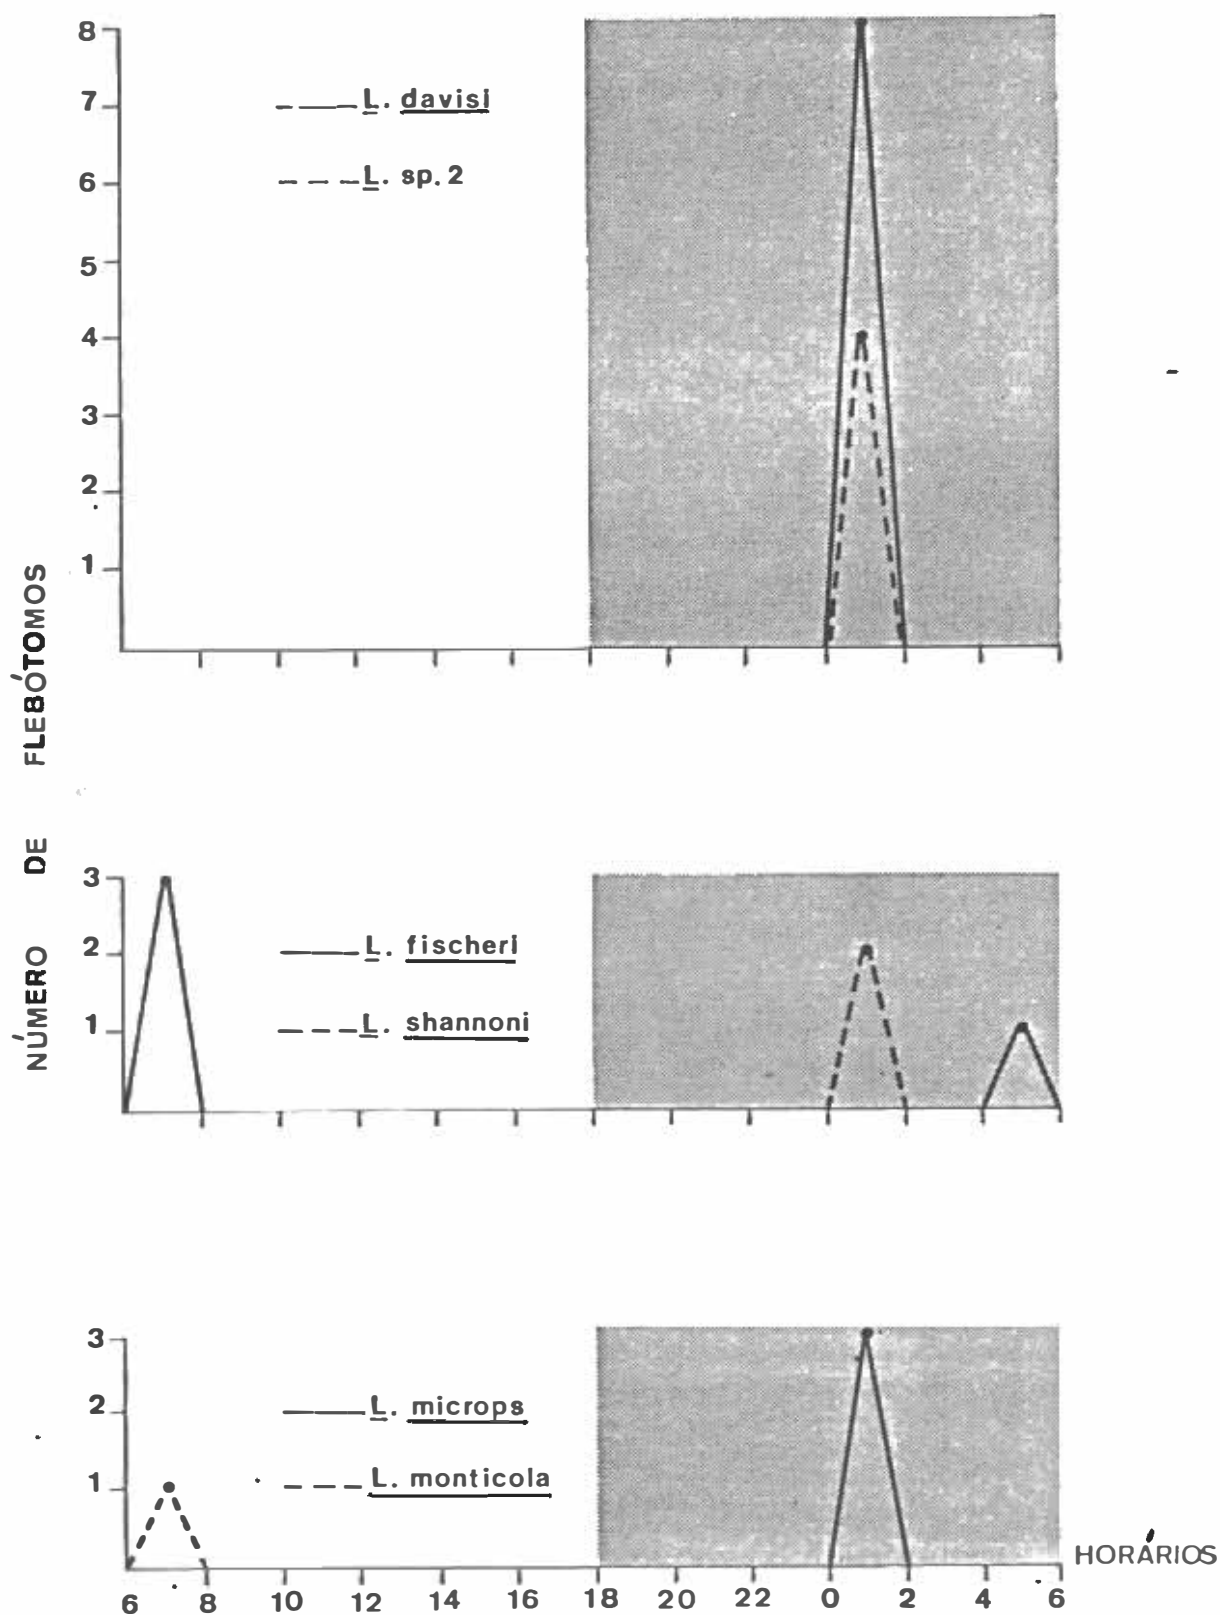 NÚMERO DE FLEBÓTOMOS
8
7
6
5
4
3
2
1
L. davisi
L. sp. 2
3
2
1
L. fischeri
L. shannoni
3
2
1
L. microps
L. monticola
6 8 10 12 14 16 18 20 22 0 2 4 6
HORÁRIOS